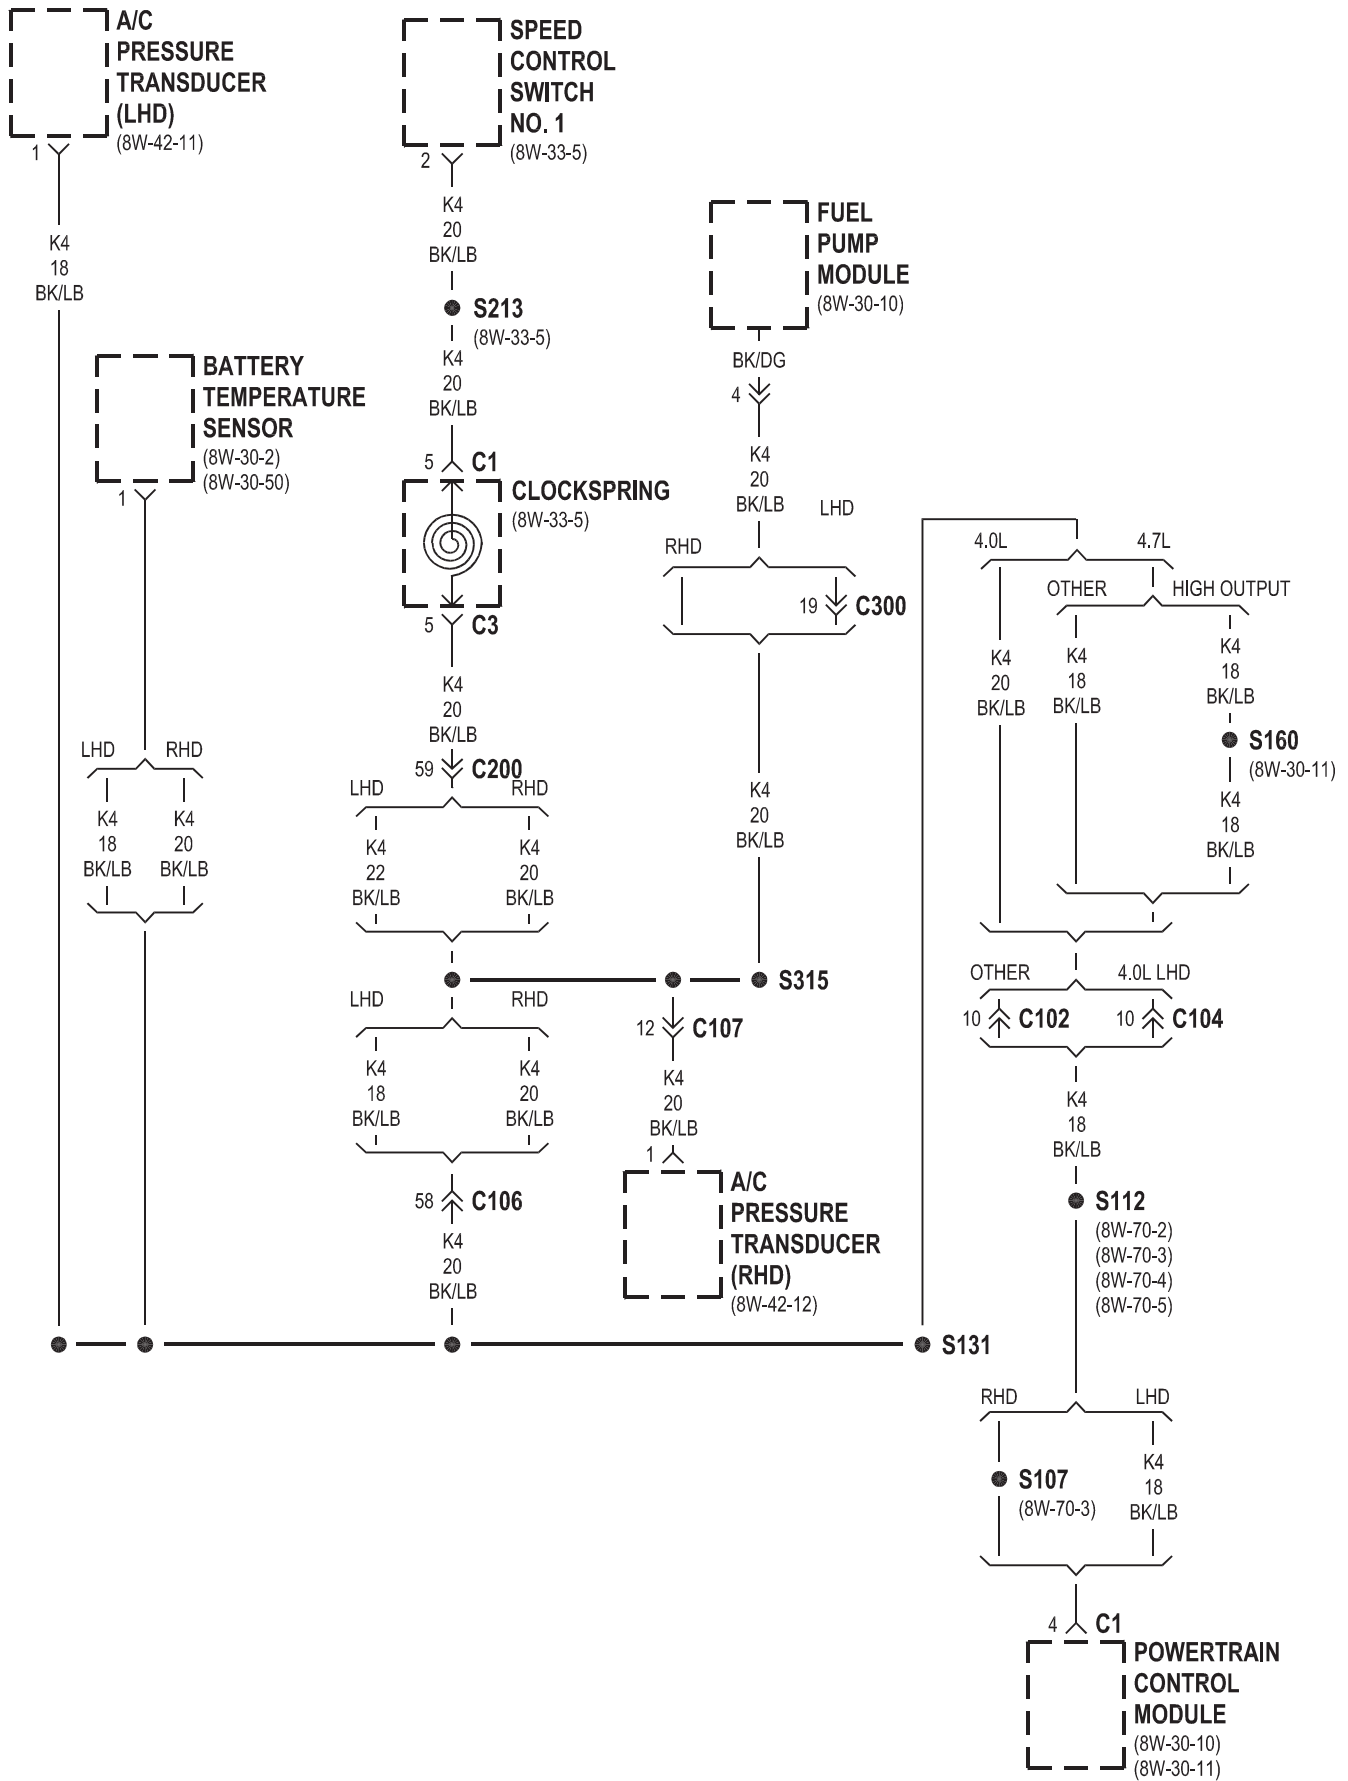 A/C
PRESSURE
TRANSDUCER
(LHD)
(8W-42-11)
1
K4
18
BK/LB
BATTERY
TEMPERATURE
SENSOR
(8W-30-2)
(8W-30-50)
1
LHD
RHD
K4
18
BK/LB
K4
20
BK/LB
SPEED
CONTROL
SWITCH
NO. 1
(8W-33-5)
2
K4
20
BK/LB
S213
(8W-33-5)
K4
20
BK/LB
5
C1
CLOCKSPRING
(8W-33-5)
5
C3
K4
20
BK/LB
59
C200
LHD
RHD
K4
22
BK/LB
K4
20
BK/LB
LHD
RHD
K4
18
BK/LB
K4
20
BK/LB
58
C106
K4
20
BK/LB
FUEL
PUMP
MODULE
(8W-30-10)
BK/DG
4
K4
20
BK/LB
LHD
RHD
19
C300
K4
20
BK/LB
S315
12
C107
K4
20
BK/LB
1
A/C
PRESSURE
TRANSDUCER
(RHD)
(8W-42-12)
S131
4.0L
4.7L
OTHER
HIGH OUTPUT
K4
20
BK/LB
K4
18
BK/LB
K4
18
BK/LB
S160
(8W-30-11)
K4
18
BK/LB
OTHER
4.0L LHD
10
C102
10
C104
K4
18
BK/LB
S112
(8W-70-2)
(8W-70-3)
(8W-70-4)
(8W-70-5)
RHD
LHD
S107
(8W-70-3)
K4
18
BK/LB
4
C1
POWERTRAIN
CONTROL
MODULE
(8W-30-10)
(8W-30-11)